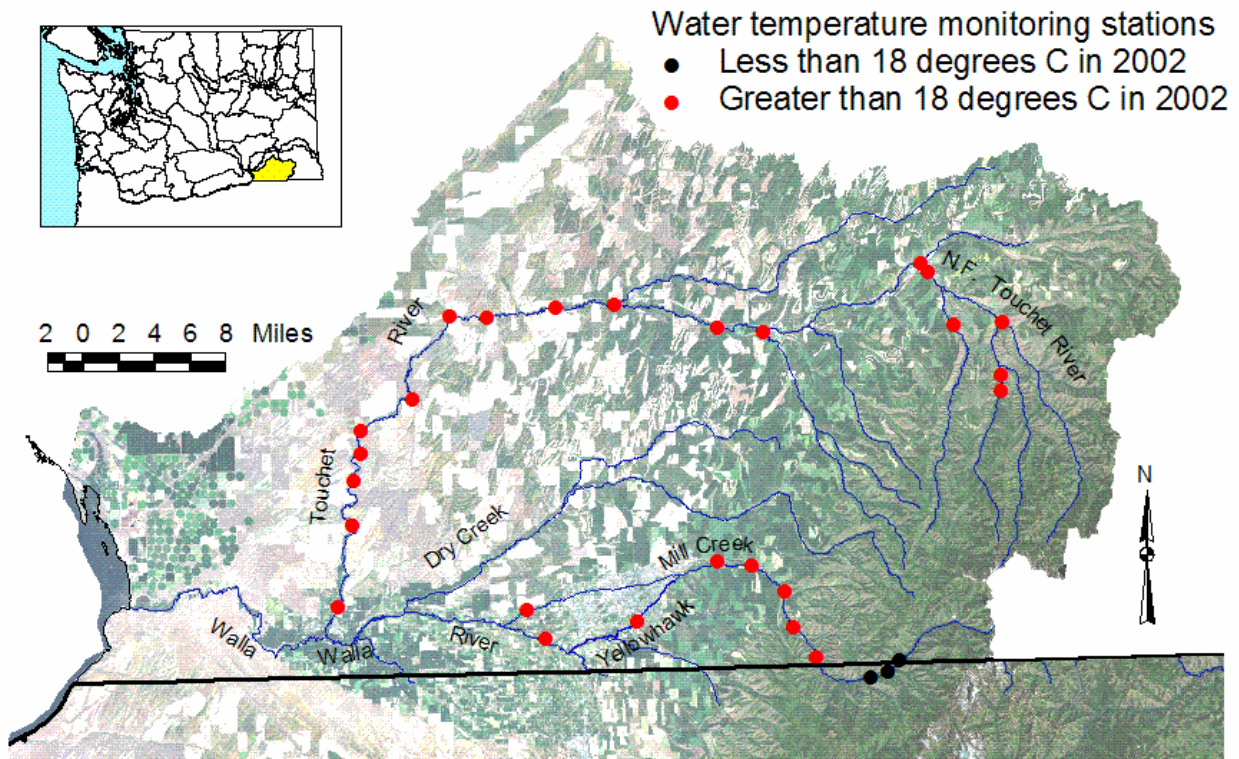 Water temperature monitoring stations
Less than 18 degrees C in 2002
Greater than 18 degrees C in 2002
N.F. Touchet River
River
2 0 2 4 6 8 Miles
Touchet
N
Dry Creek
Mill Creek
Walla
Walla
River
Yellowhawk